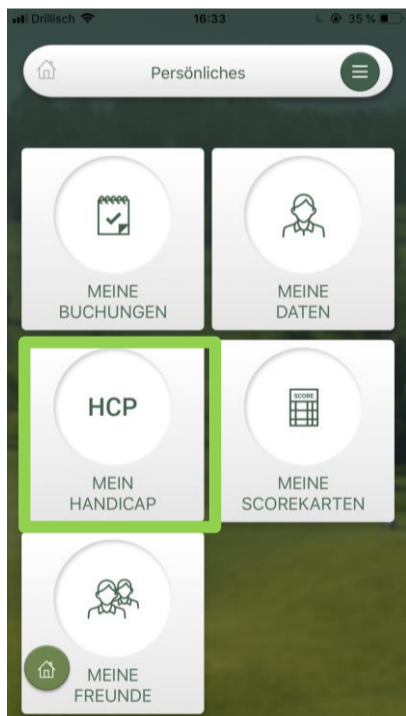 Drillisch 16:33 35 %
Persönliches
MEINE
BUCHUNGEN
MEINE
DATEN
HCP
MEIN
HANDICAP
SCORE
MEINE
SCOREKARTEN
MEINE
FREUNDE